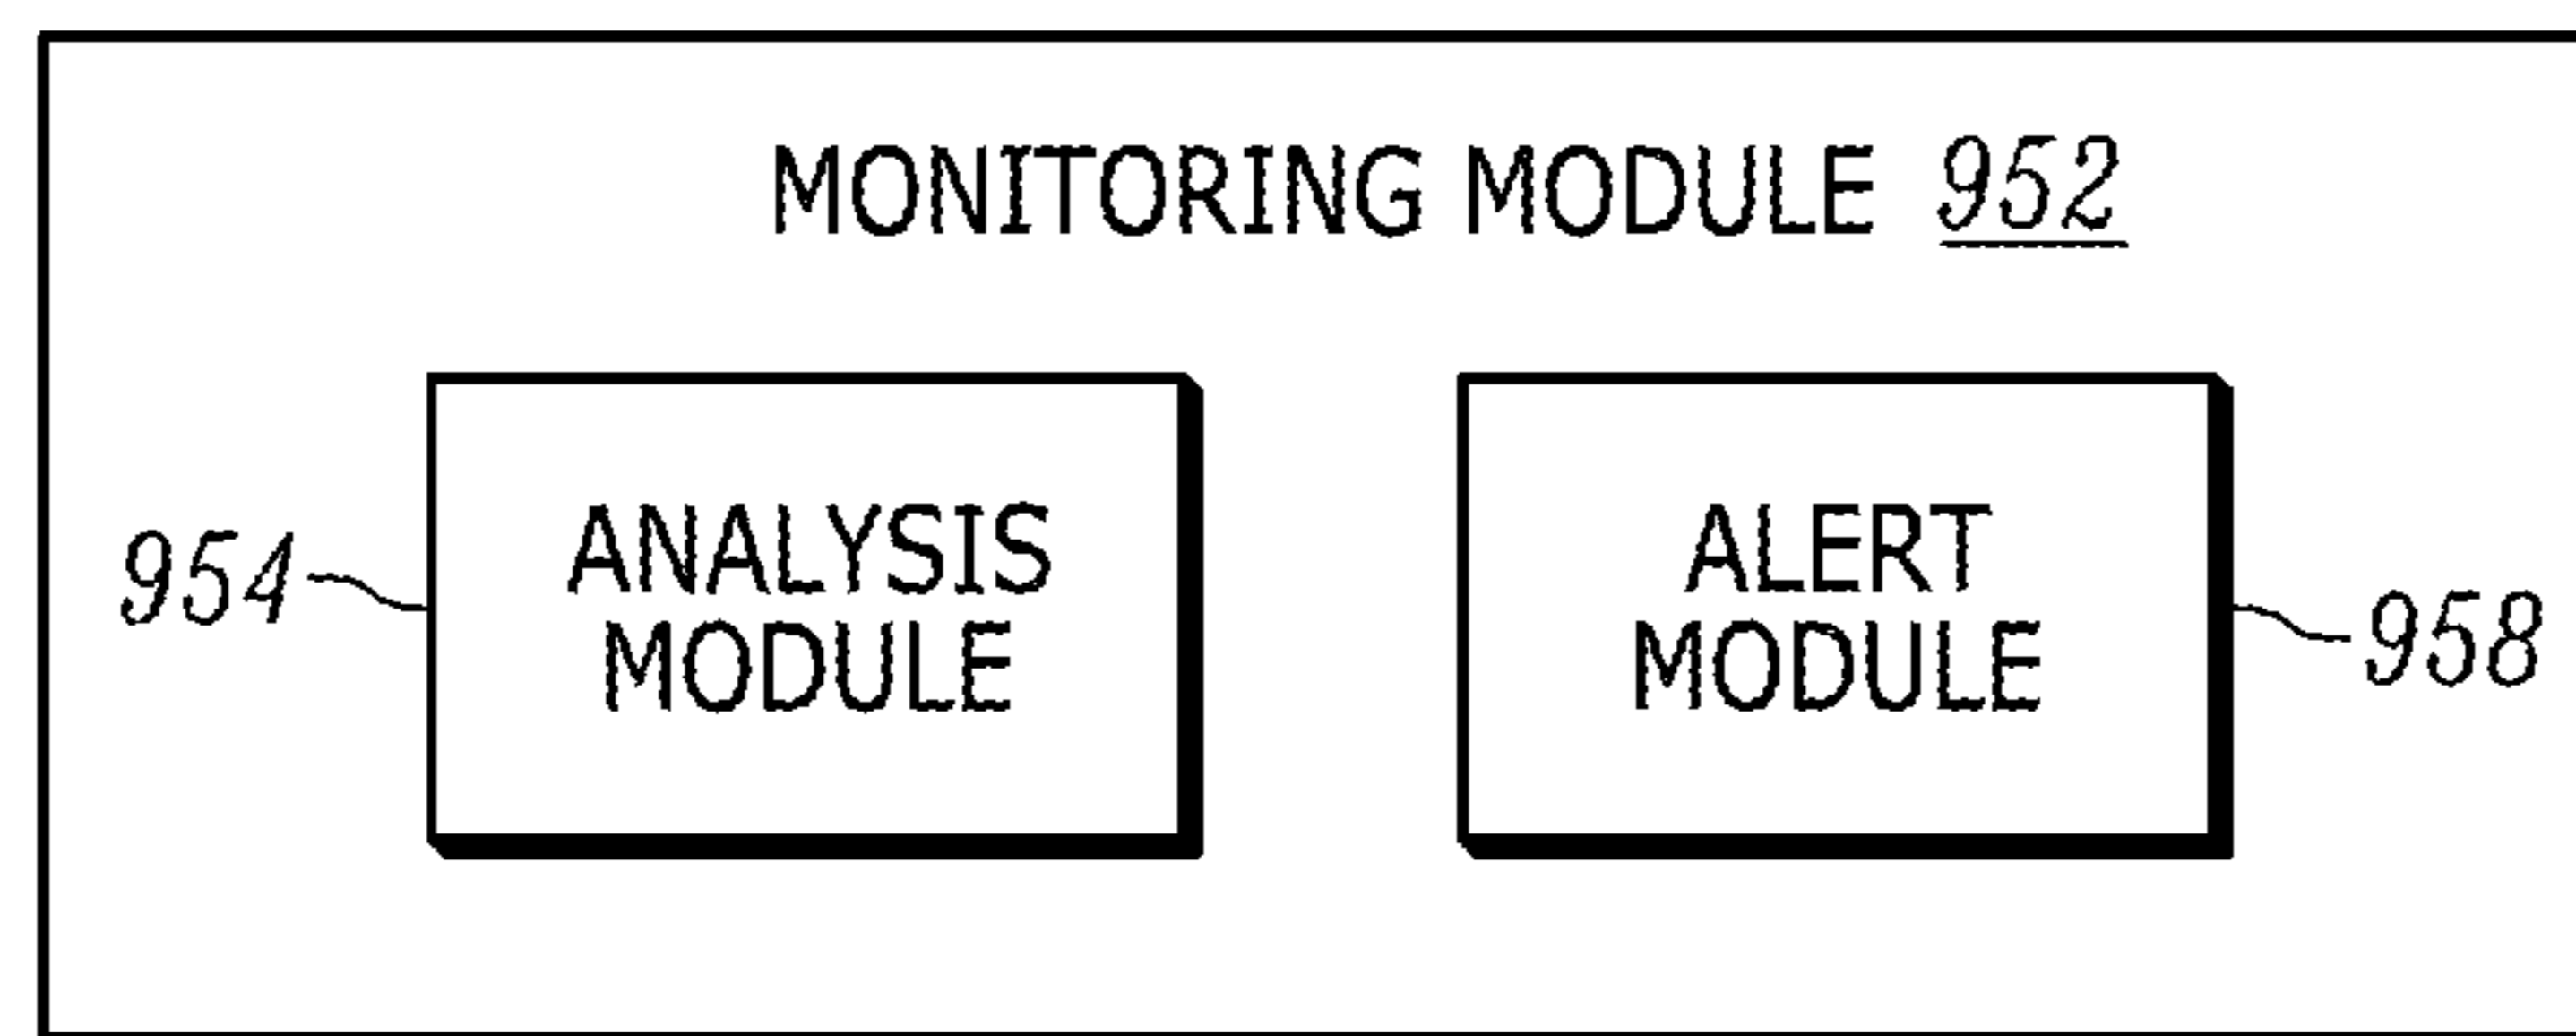 MONITORING MODULE 952
ANALYSIS
MODULE
954
ALERT
MODULE
958